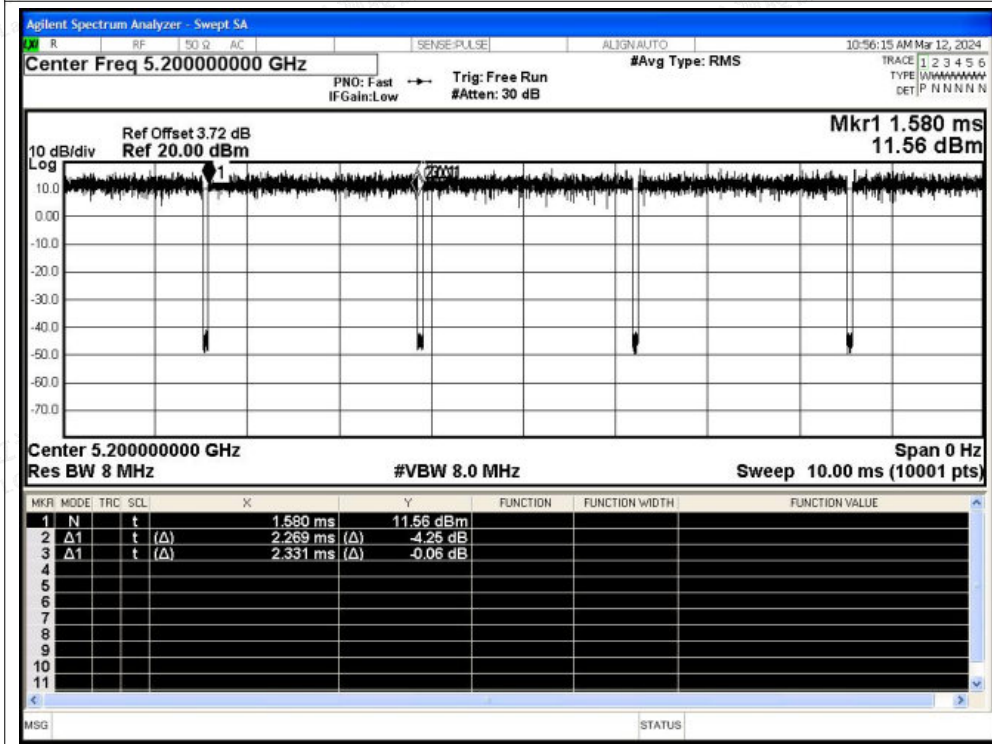 Agilent Spectrum Analyzer - Swept SA
LXI R RF 50 Ω AC SENSE:PULSE ALIGN AUTO 10:56:15 AM Mar 12, 2024
Center Freq 5.200000000 GHz #Avg Type: RMS TRACE 1 2 3 4 5 6
PNO: Fast Trig: Free Run TYPE WWWWWW
IFGain:Low #Atten: 30 dB DET P N N N N N
Mkr1 1.580 ms
Ref Offset 3.72 dB
10 dB/div Ref 20.00 dBm 11.56 dBm
Log
1
10.0
0.00
-10.0
-20.0
-30.0
-40.0
-50.0
-60.0
-70.0
Center 5.200000000 GHz Span 0 Hz
Res BW 8 MHz #VBW 8.0 MHz Sweep 10.00 ms (10001 pts)
MKR MODE TRC SCL X Y FUNCTION FUNCTION WIDTH FUNCTION VALUE
1 N t 1.580 ms 11.56 dBm
2 Δ1 t (Δ) 2.269 ms (Δ) -4.25 dB
3 Δ1 t (Δ) 2.331 ms (Δ) -0.06 dB
4
5
6
7
8
9
10
11
MSG STATUS